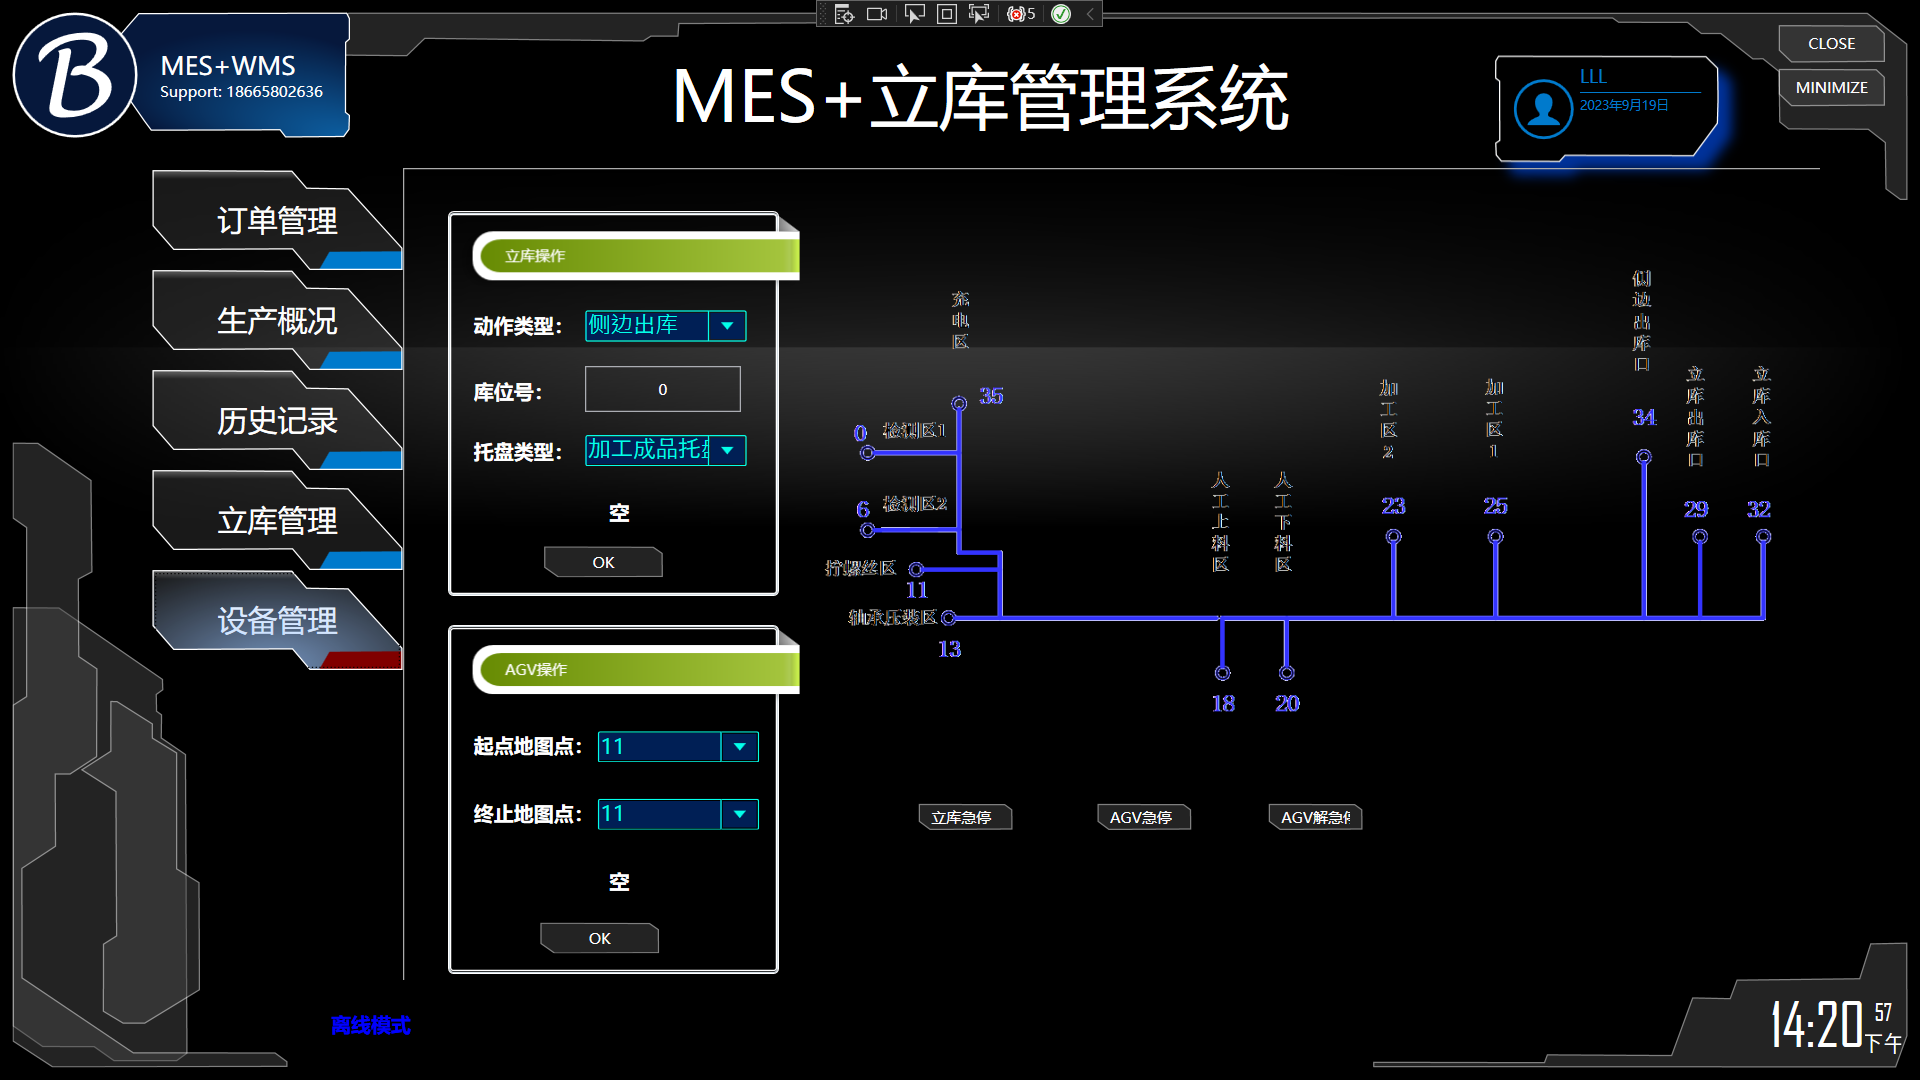 5
MES+WMS
Support: 18665802636
MES+立库管理系统
LLL
2023年9月19日
CLOSE
MINIMIZE
订单管理
生产概况
历史记录
立库管理
设备管理
立库操作
动作类型：
侧边出库
库位号：
0
托盘类型：
加工成品托盘
空
OK
AGV操作
起点地图点：
11
终止地图点：
11
空
OK
充电区
35
0
检测区1
6
检测区2
拧螺丝区
11
轴承压装区
13
人工上料区
18
人工下料区
20
加工区2
23
加工区1
25
侧边出库口
34
立库出库口
29
立库入库口
32
立库急停
AGV急停
AGV解急停
离线模式
14:20
57
下午